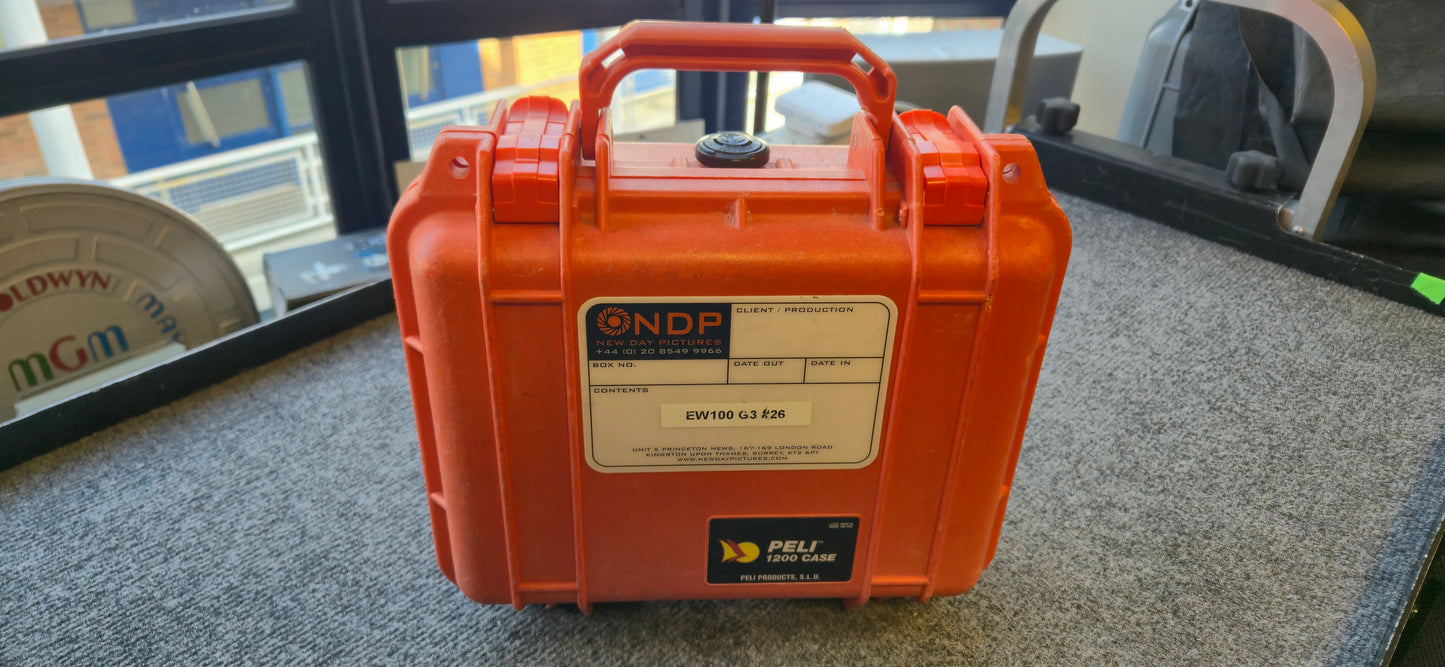 OLDWYN
MAY
MGM
NDP
NEW DAY PICTURES
+44 (0) 20 8549 9966
CLIENT / PRODUCTION
BOX NO.
DATE OUT
DATE IN
CONTENTS
EW100 G3 #26
UNIT 5 PRINCETON MEWS, 167-169 LONDON ROAD
KINGSTON UPON THAMES, SURREY, KT2 6PT
WWW.NEWDAYPICTURES.COM
PELI™
1200 CASE
PELI PRODUCTS, S.L.U.